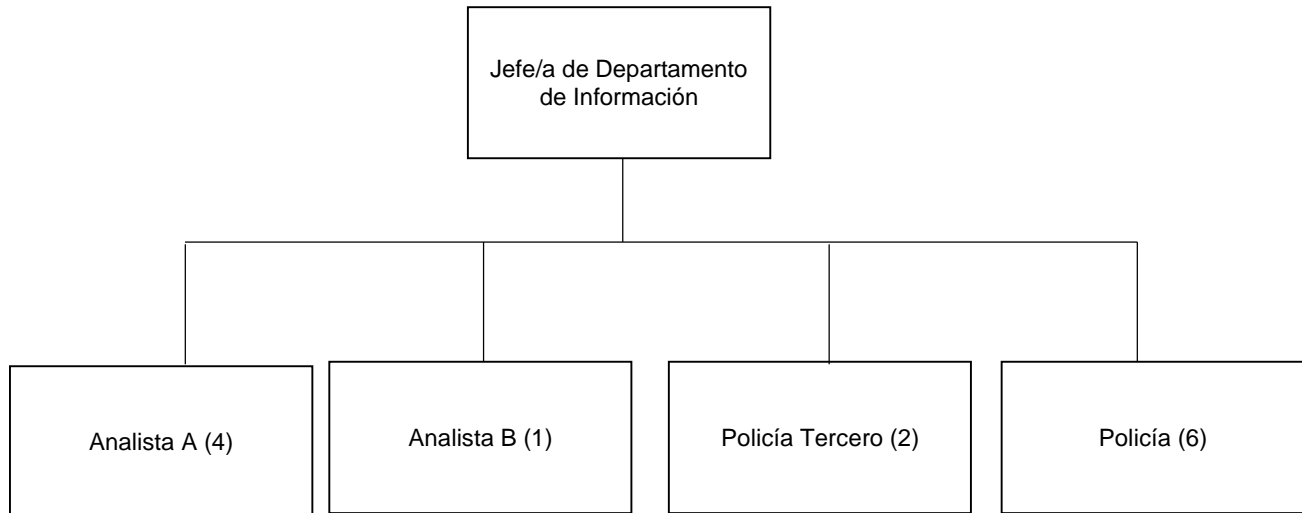 Jefe/a de Departamento
de Información
Analista A (4)
Analista B (1)
Policía Tercero (2)
Policía (6)